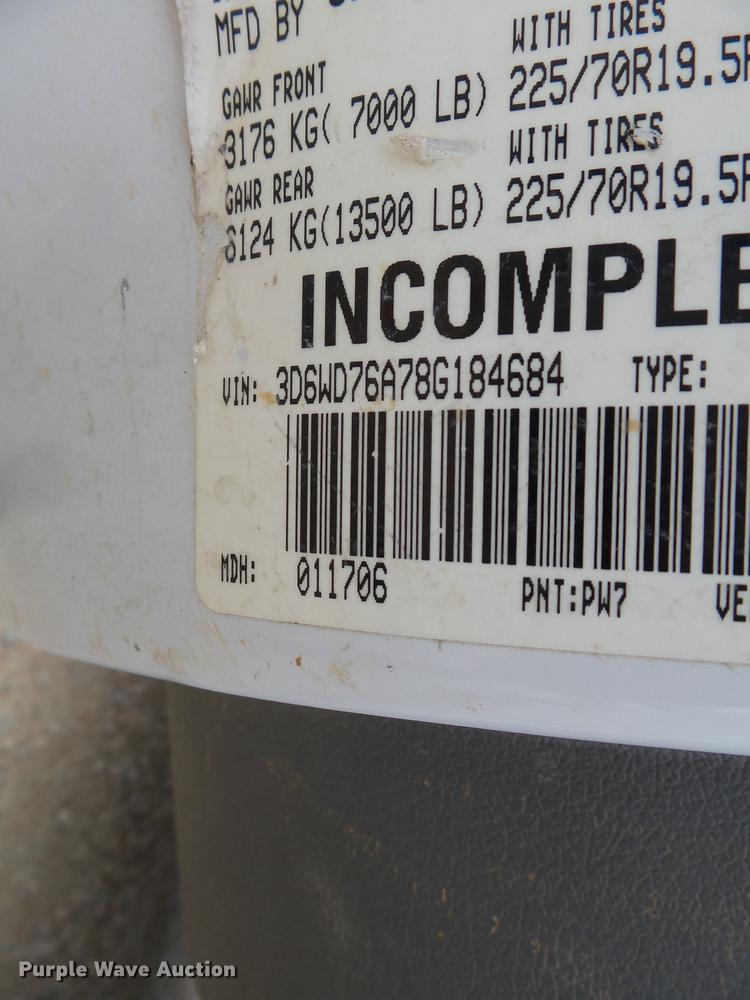 MFD BY
GAWR FRONT WITH TIRES
3176 KG( 7000 LB) 225/70R19.5
GAWR REAR WITH TIRES
6124 KG(13500 LB) 225/70R19.5
INCOMPLE
VIN: 3D6WD76A78G184684 TYPE:
MDH: 011706 PNT:PW7 VE
Purple Wave Auction